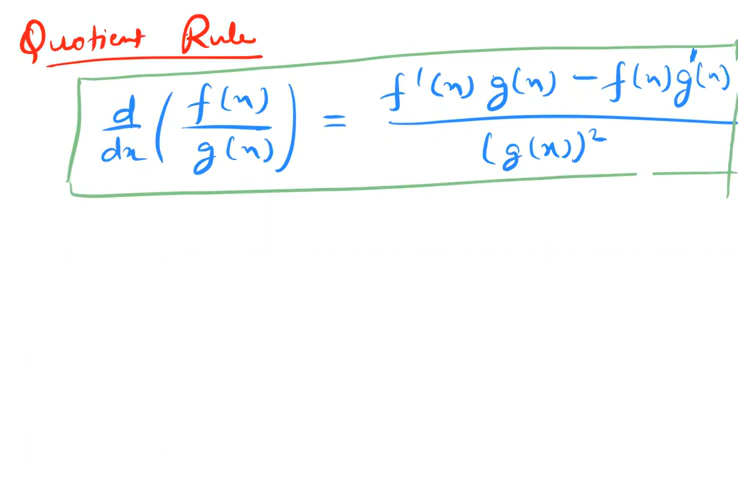 Quotient Rule
d/dx ( f(x)/g(x) ) = f'(x) g(x) - f(x) g'(x) / (g(x))²